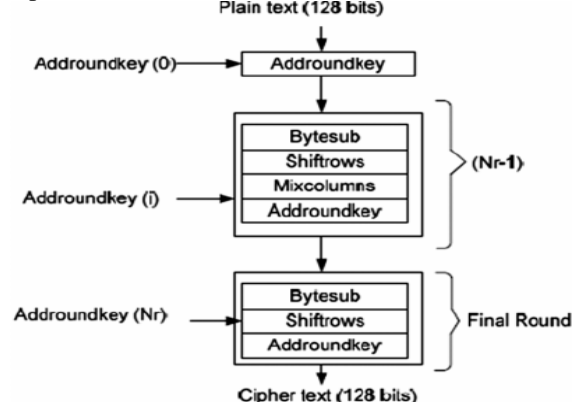 Plain text (128 bits)
Addroundkey (0)
Addroundkey
Bytesub
Shiftrows
Mixcolumns
Addroundkey
(Nr-1)
Addroundkey (i)
Bytesub
Shiftrows
Addroundkey
Addroundkey (Nr)
Final Round
Cipher text (128 bits)